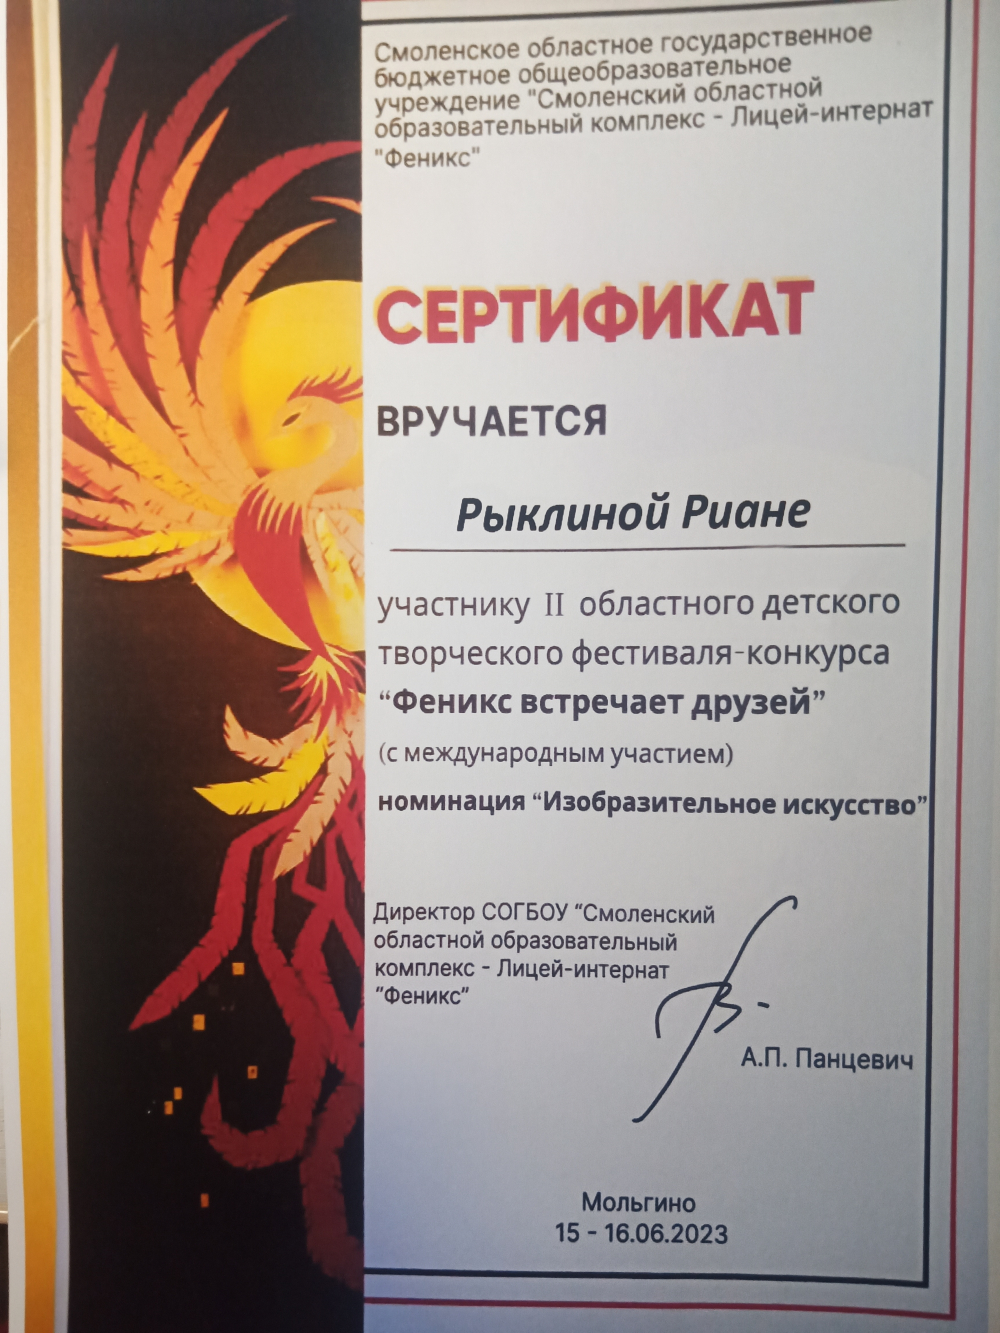 Смоленское областное государственное
бюджетное общеобразовательное
учреждение "Смоленский областной
образовательный комплекс - Лицей-интернат
"Феникс"
СЕРТИФИКАТ
ВРУЧАЕТСЯ
Рыклиной Риане
участнику II областного детского
творческого фестиваля-конкурса
“Феникс встречает друзей”
(с международным участием)
номинация “Изобразительное искусство”
Директор СОГБОУ “Смоленский
областной образовательный
комплекс - Лицей-интернат
“Феникс”
А.П. Панцевич
Мольгино
15 - 16.06.2023